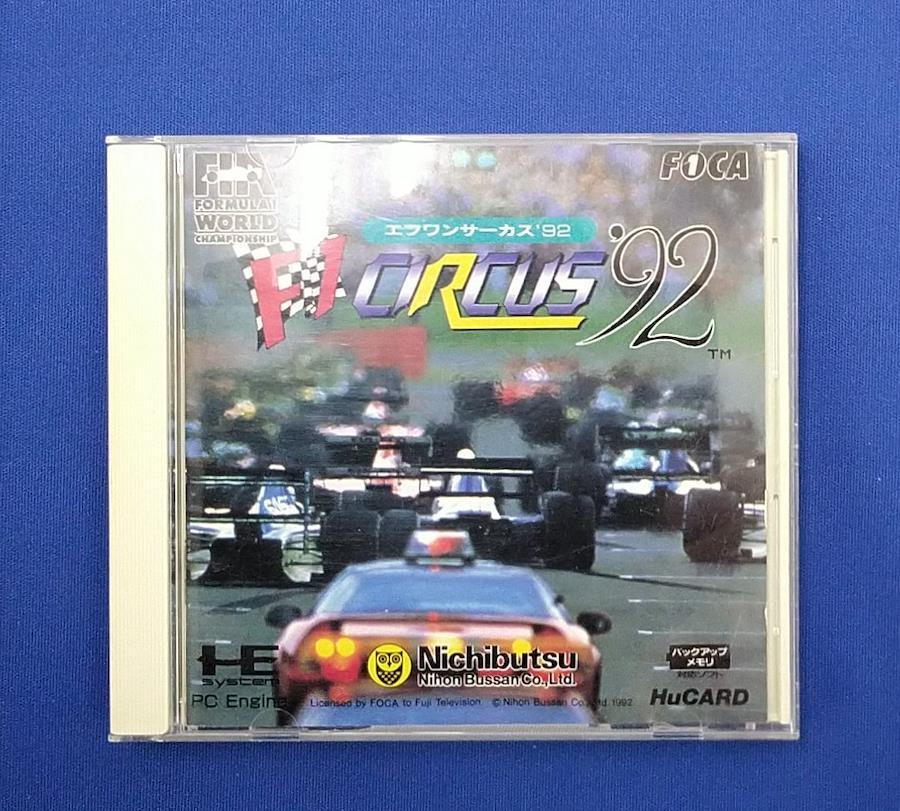 FIA
FORMULA 1
WORLD
CHAMPIONSHIP
FOCA
エフワンサーカス'92
F1 CIRCUS '92
TM
HE
system
PC Engine
Nichibutsu
Nihon Bussan Co., Ltd.
Licensed by FOCA to Fuji Television. © Nihon Bussan Co., Ltd. 1992
バックアップ
メモリ
対応ソフト
HuCARD